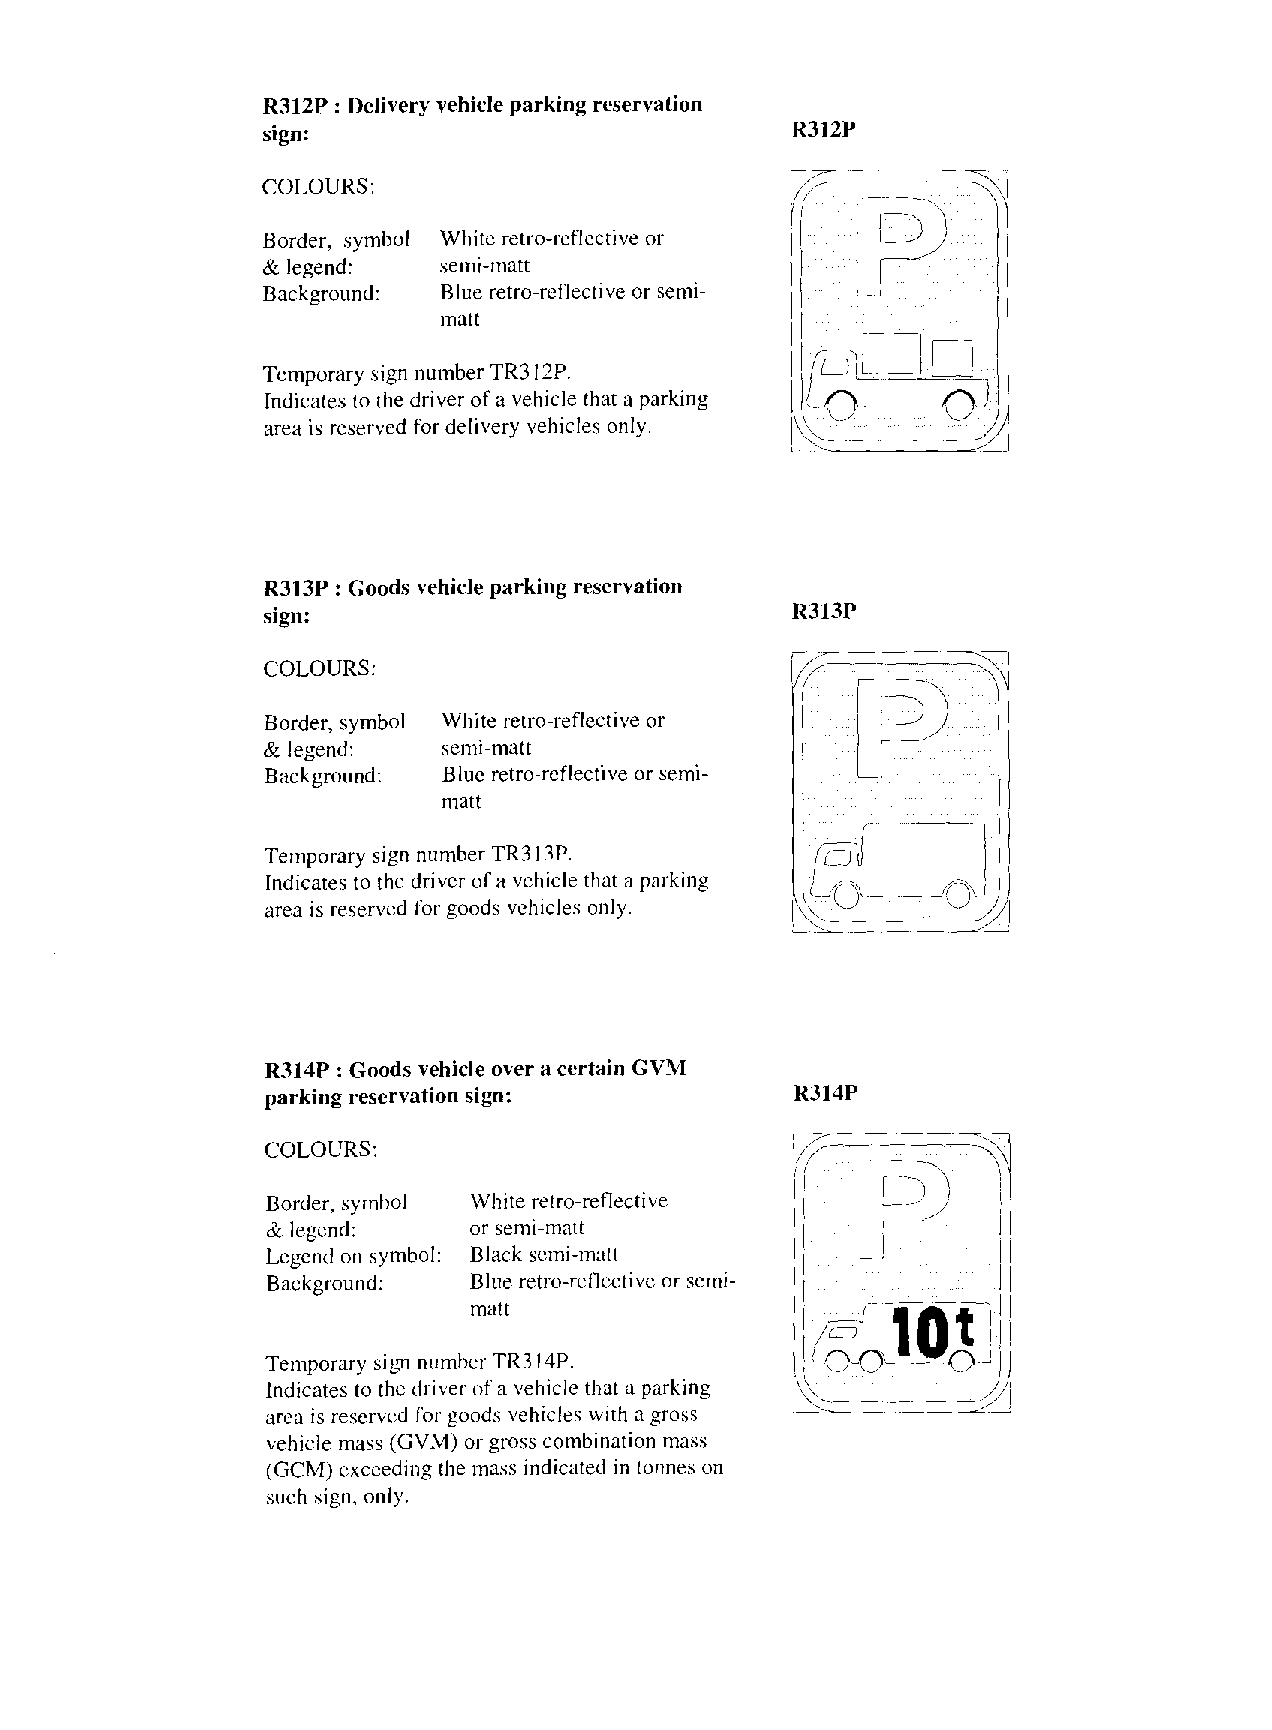 R312P : Delivery vehicle parking reservation
sign:
R312P
COLOURS:
Border, symbol White retro-reflective or
& legend: semi-matt
Background: Blue retro-reflective or semi-
matt
Temporary sign number TR312P.
Indicates to the driver of a vehicle that a parking
area is reserved for delivery vehicles only.
P
R313P : Goods vehicle parking reservation
sign:
R313P
COLOURS:
Border, symbol White retro-reflective or
& legend: semi-matt
Background: Blue retro-reflective or semi-
matt
Temporary sign number TR313P.
Indicates to the driver of a vehicle that a parking
area is reserved for goods vehicles only.
P
R314P : Goods vehicle over a certain GVM
parking reservation sign:
R314P
COLOURS:
Border, symbol White retro-reflective
& legend: or semi-matt
Legend on symbol: Black semi-matt
Background: Blue retro-reflective or semi-
matt
Temporary sign number TR314P.
Indicates to the driver of a vehicle that a parking
area is reserved for goods vehicles with a gross
vehicle mass (GVM) or gross combination mass
(GCM) exceeding the mass indicated in tonnes on
such sign, only.
P
10t